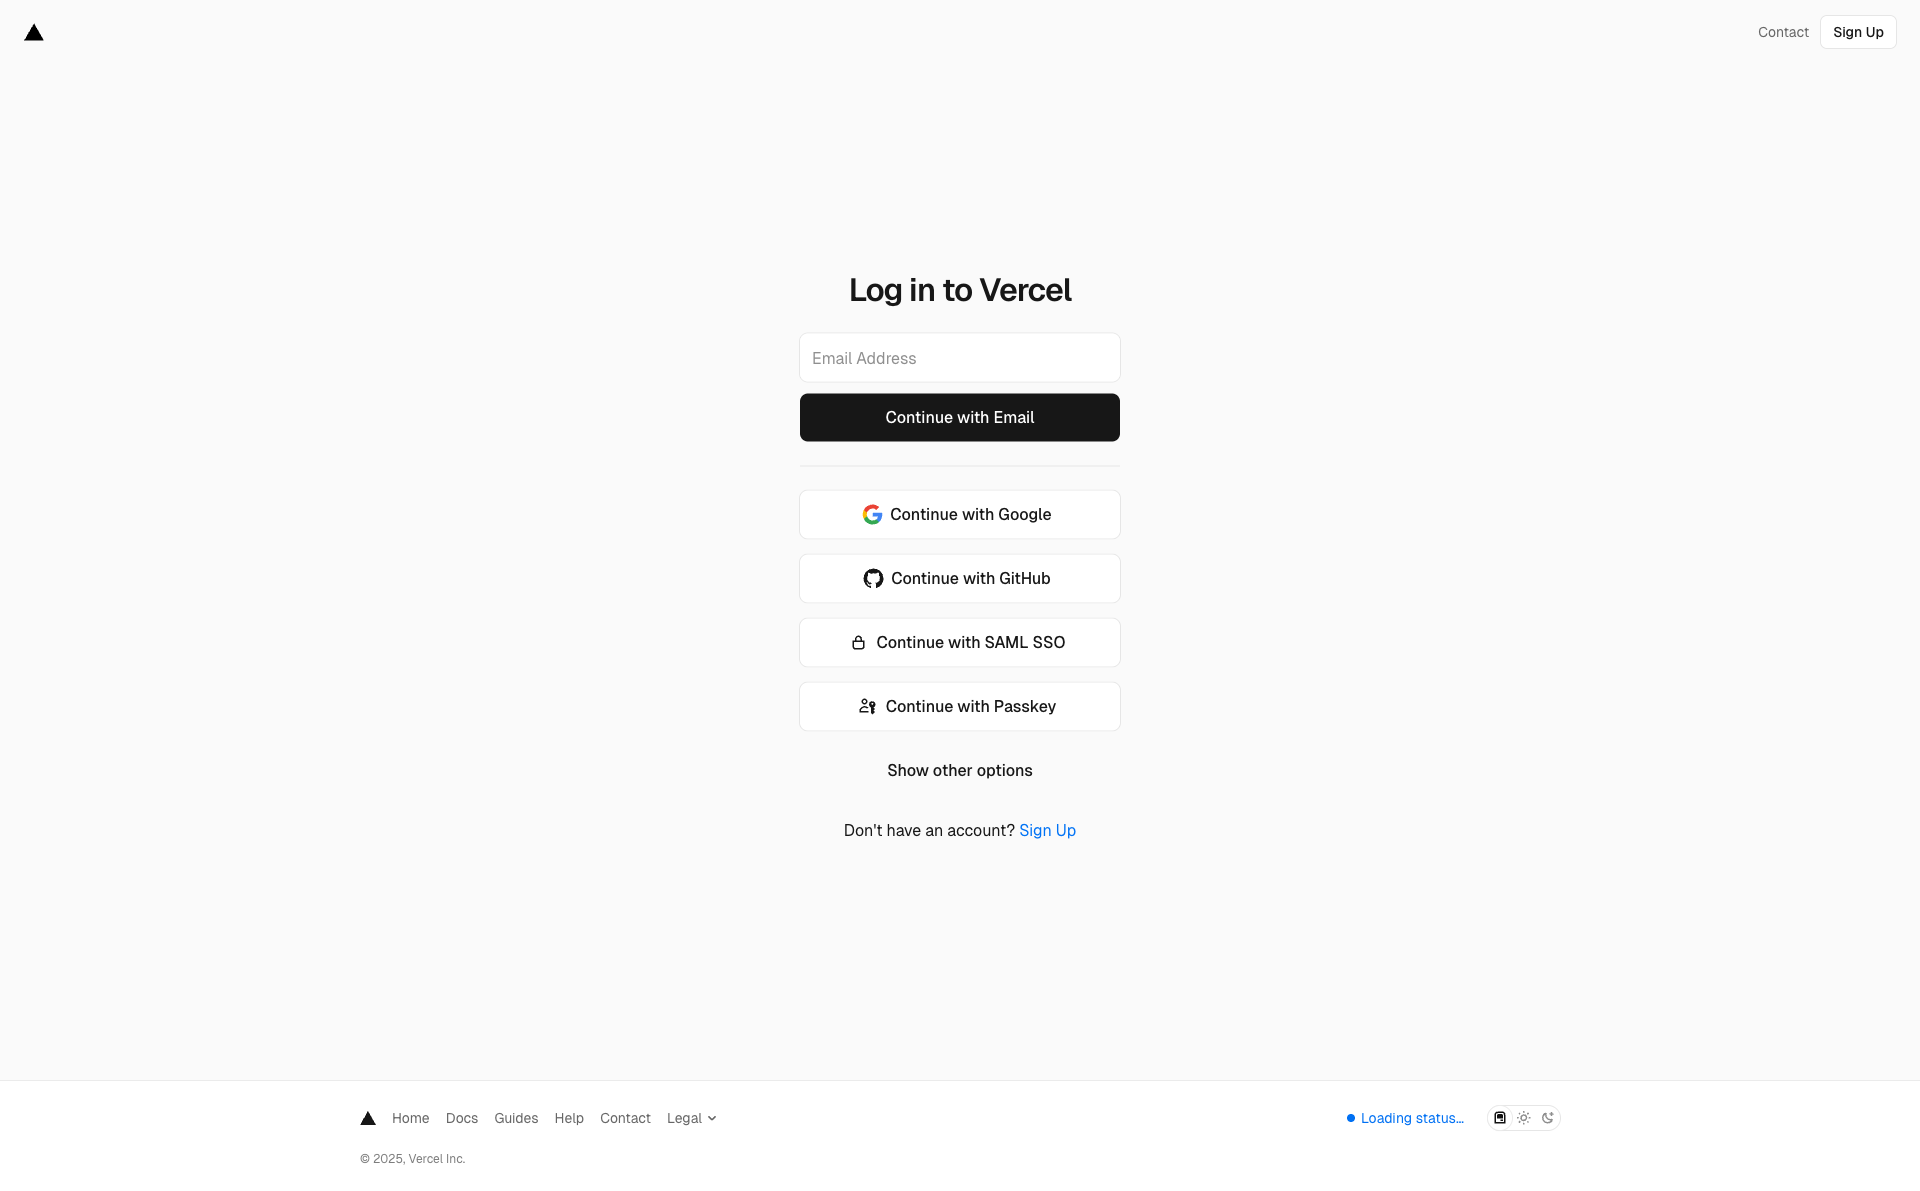 Contact
Sign Up
Log in to Vercel
Email Address
Continue with Email
Continue with Google
Continue with GitHub
Continue with SAML SSO
Continue with Passkey
Show other options
Don't have an account? Sign Up
Home Docs Guides Help Contact Legal
Loading status…
© 2025, Vercel Inc.